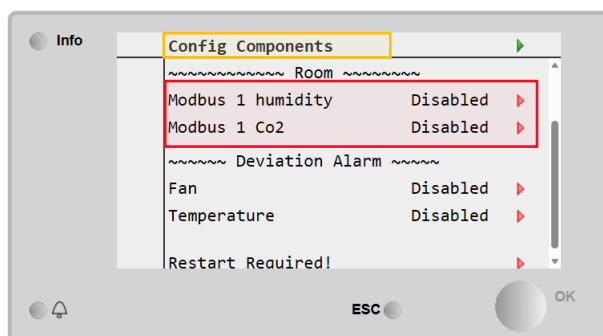 Info
Config Components
~~~~~~~~~~~~ Room ~~~~~~~~
Modbus 1 humidity Disabled
Modbus 1 Co2 Disabled
~~~~~~ Deviation Alarm ~~~~~
Fan Disabled
Temperature Disabled
Restart Required!
OK
ESC